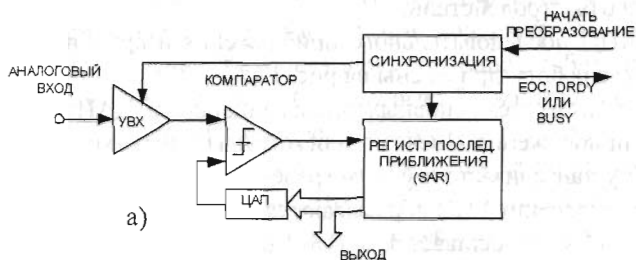 НАЧАТЬ
ПРЕОБРАЗОВАНИЕ
СИНХРОНИЗАЦИЯ
АНАЛОГОВЫЙ
ВХОД
КОМПАРАТОР
EOC, DRDY
ИЛИ
BUSY
УВХ
РЕГИСТР ПОСЛЕД.
ПРИБЛИЖЕНИЯ
(SAR)
ЦАП
а)
ВЫХОД